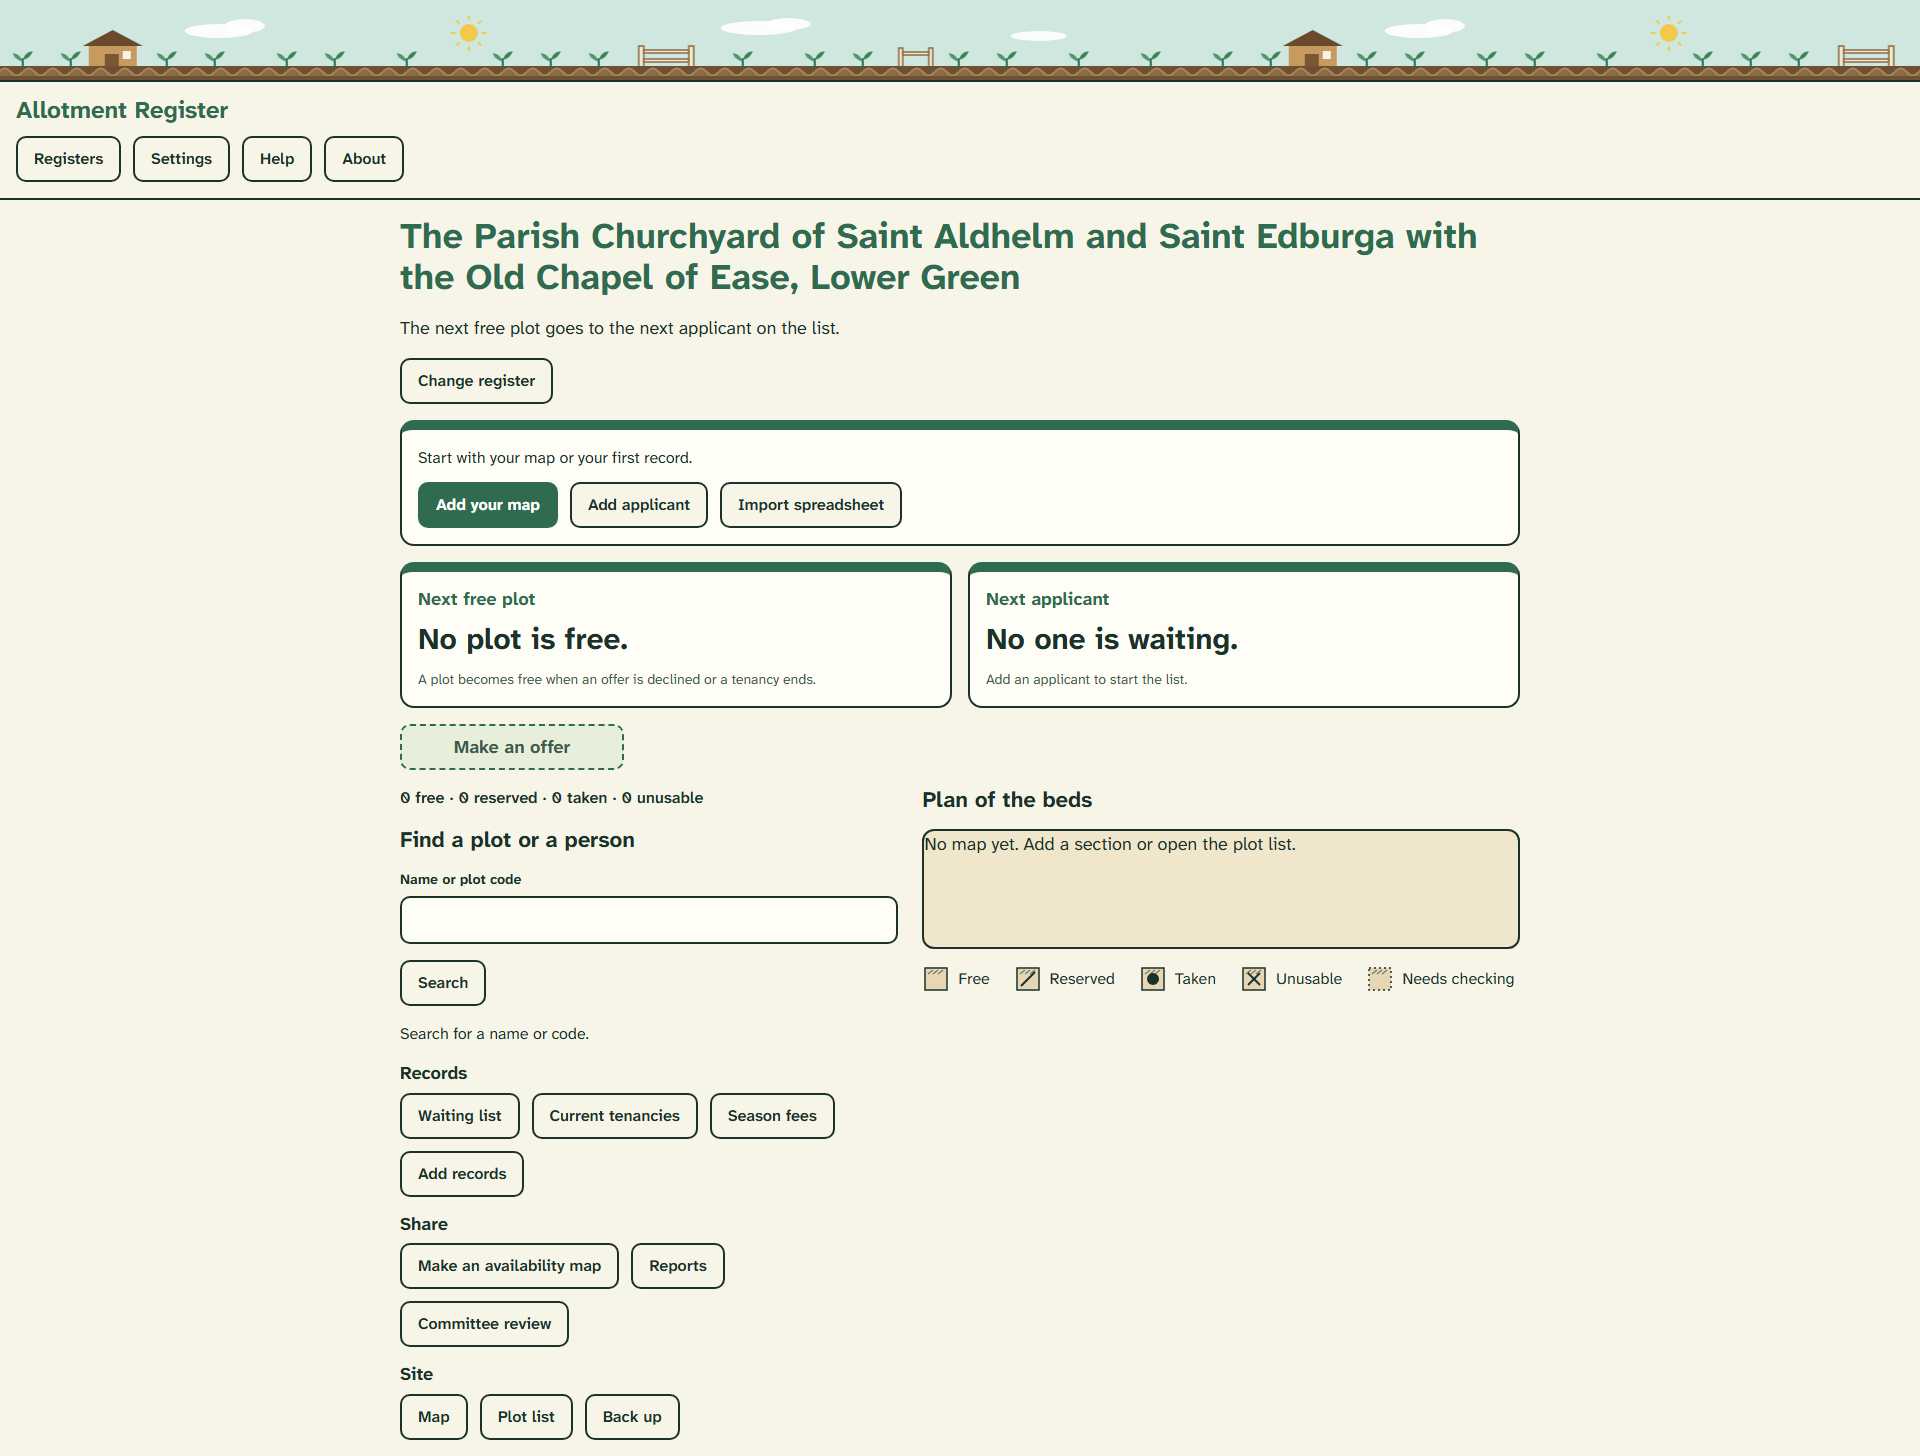 Allotment Register
Registers
Settings
Help
About
The Parish Churchyard of Saint Aldhelm and Saint Edburga with
the Old Chapel of Ease, Lower Green
The next free plot goes to the next applicant on the list.
Change register
Start with your map or your first record.
Add your map
Add applicant
Import spreadsheet
Next free plot
No plot is free.
A plot becomes free when an offer is declined or a tenancy ends.
Next applicant
No one is waiting.
Add an applicant to start the list.
Make an offer
0 free · 0 reserved · 0 taken · 0 unusable
Find a plot or a person
Name or plot code
Search
Search for a name or code.
Plan of the beds
No map yet. Add a section or open the plot list.
Free
Reserved
Taken
Unusable
Needs checking
Records
Waiting list
Current tenancies
Season fees
Add records
Share
Make an availability map
Reports
Committee review
Site
Map
Plot list
Back up